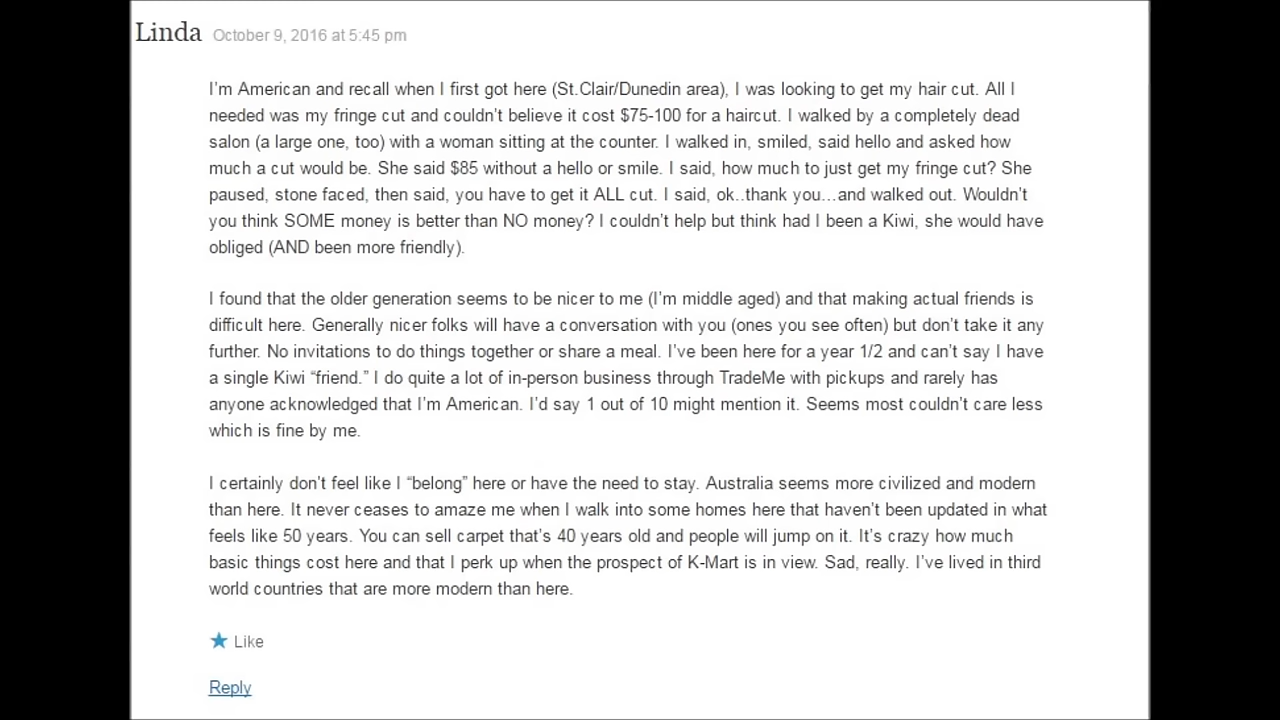 Linda October 9, 2016 at 5:45 pm
I’m American and recall when I first got here (St.Clair/Dunedin area), I was looking to get my hair cut. All I
needed was my fringe cut and couldn’t believe it cost $75-100 for a haircut. I walked by a completely dead
salon (a large one, too) with a woman sitting at the counter. I walked in, smiled, said hello and asked how
much a cut would be. She said $85 without a hello or smile. I said, how much to just get my fringe cut? She
paused, stone faced, then said, you have to get it ALL cut. I said, ok..thank you…and walked out. Wouldn’t
you think SOME money is better than NO money? I couldn’t help but think had I been a Kiwi, she would have
obliged (AND been more friendly).
I found that the older generation seems to be nicer to me (I’m middle aged) and that making actual friends is
difficult here. Generally nicer folks will have a conversation with you (ones you see often) but don’t take it any
further. No invitations to do things together or share a meal. I’ve been here for a year 1/2 and can’t say I have
a single Kiwi “friend.” I do quite a lot of in-person business through TradeMe with pickups and rarely has
anyone acknowledged that I’m American. I’d say 1 out of 10 might mention it. Seems most couldn’t care less
which is fine by me.
I certainly don’t feel like I “belong” here or have the need to stay. Australia seems more civilized and modern
than here. It never ceases to amaze me when I walk into some homes here that haven’t been updated in what
feels like 50 years. You can sell carpet that’s 40 years old and people will jump on it. It’s crazy how much
basic things cost here and that I perk up when the prospect of K-Mart is in view. Sad, really. I’ve lived in third
world countries that are more modern than here.
Like
Reply